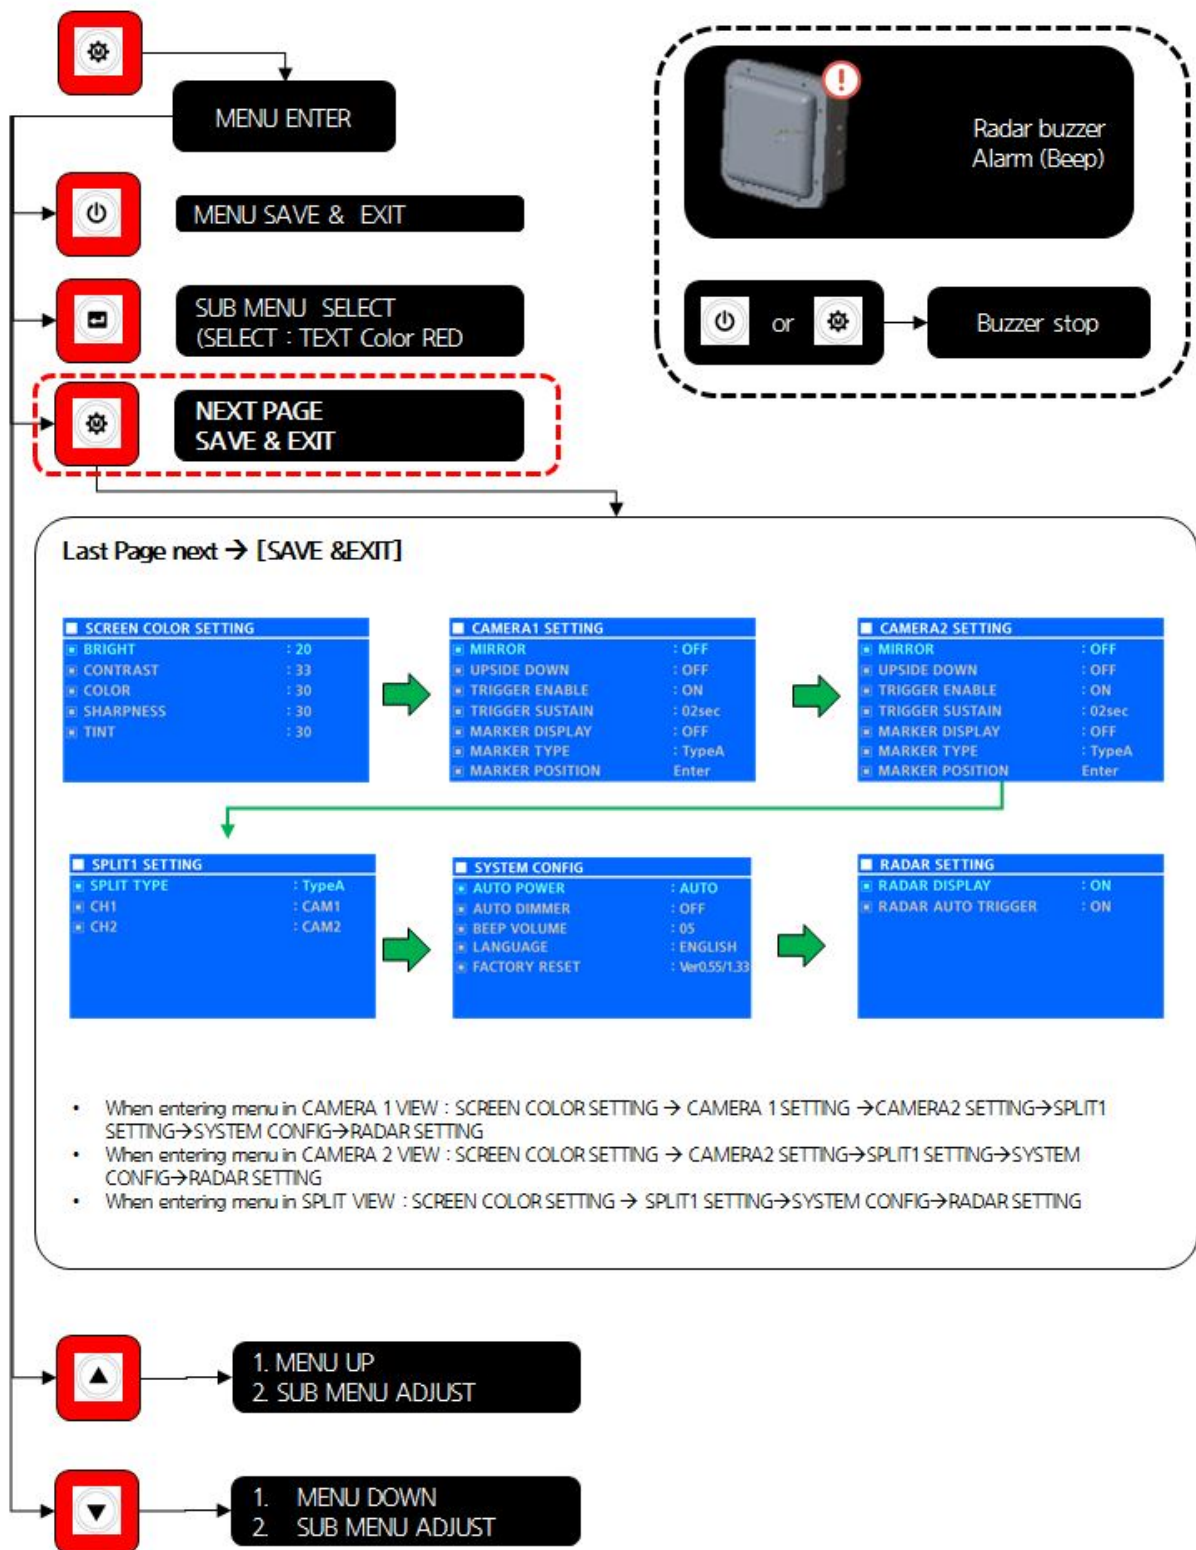 MENU ENTER
MENU SAVE & EXIT
SUB MENU SELECT
(SELECT : TEXT Color RED
NEXT PAGE
SAVE & EXIT
Radar buzzer
Alarm (Beep)
or
Buzzer stop
Last Page next → [SAVE &EXIT]
SCREEN COLOR SETTING
BRIGHT : 20
CONTRAST : 33
COLOR : 30
SHARPNESS : 30
TINT : 30
CAMERA1 SETTING
MIRROR : OFF
UPSIDE DOWN : OFF
TRIGGER ENABLE : ON
TRIGGER SUSTAIN : 02sec
MARKER DISPLAY : OFF
MARKER TYPE : TypeA
MARKER POSITION Enter
CAMERA2 SETTING
MIRROR : OFF
UPSIDE DOWN : OFF
TRIGGER ENABLE : ON
TRIGGER SUSTAIN : 02sec
MARKER DISPLAY : OFF
MARKER TYPE : TypeA
MARKER POSITION Enter
SPLIT1 SETTING
SPLIT TYPE : TypeA
CH1 : CAM1
CH2 : CAM2
SYSTEM CONFIG
AUTO POWER : AUTO
AUTO DIMMER : OFF
BEEP VOLUME : 05
LANGUAGE : ENGLISH
FACTORY RESET : Ver0.55/1.33
RADAR SETTING
RADAR DISPLAY : ON
RADAR AUTO TRIGGER : ON
• When entering menu in CAMERA 1 VIEW : SCREEN COLOR SETTING → CAMERA 1 SETTING →CAMERA2 SETTING→SPLIT1
SETTING→SYSTEM CONFIG→RADAR SETTING
• When entering menu in CAMERA 2 VIEW : SCREEN COLOR SETTING → CAMERA2 SETTING→SPLIT1 SETTING→SYSTEM
CONFIG→RADAR SETTING
• When entering menu in SPLIT VIEW : SCREEN COLOR SETTING → SPLIT1 SETTING→SYSTEM CONFIG→RADAR SETTING
1. MENU UP
2. SUB MENU ADJUST
1. MENU DOWN
2. SUB MENU ADJUST